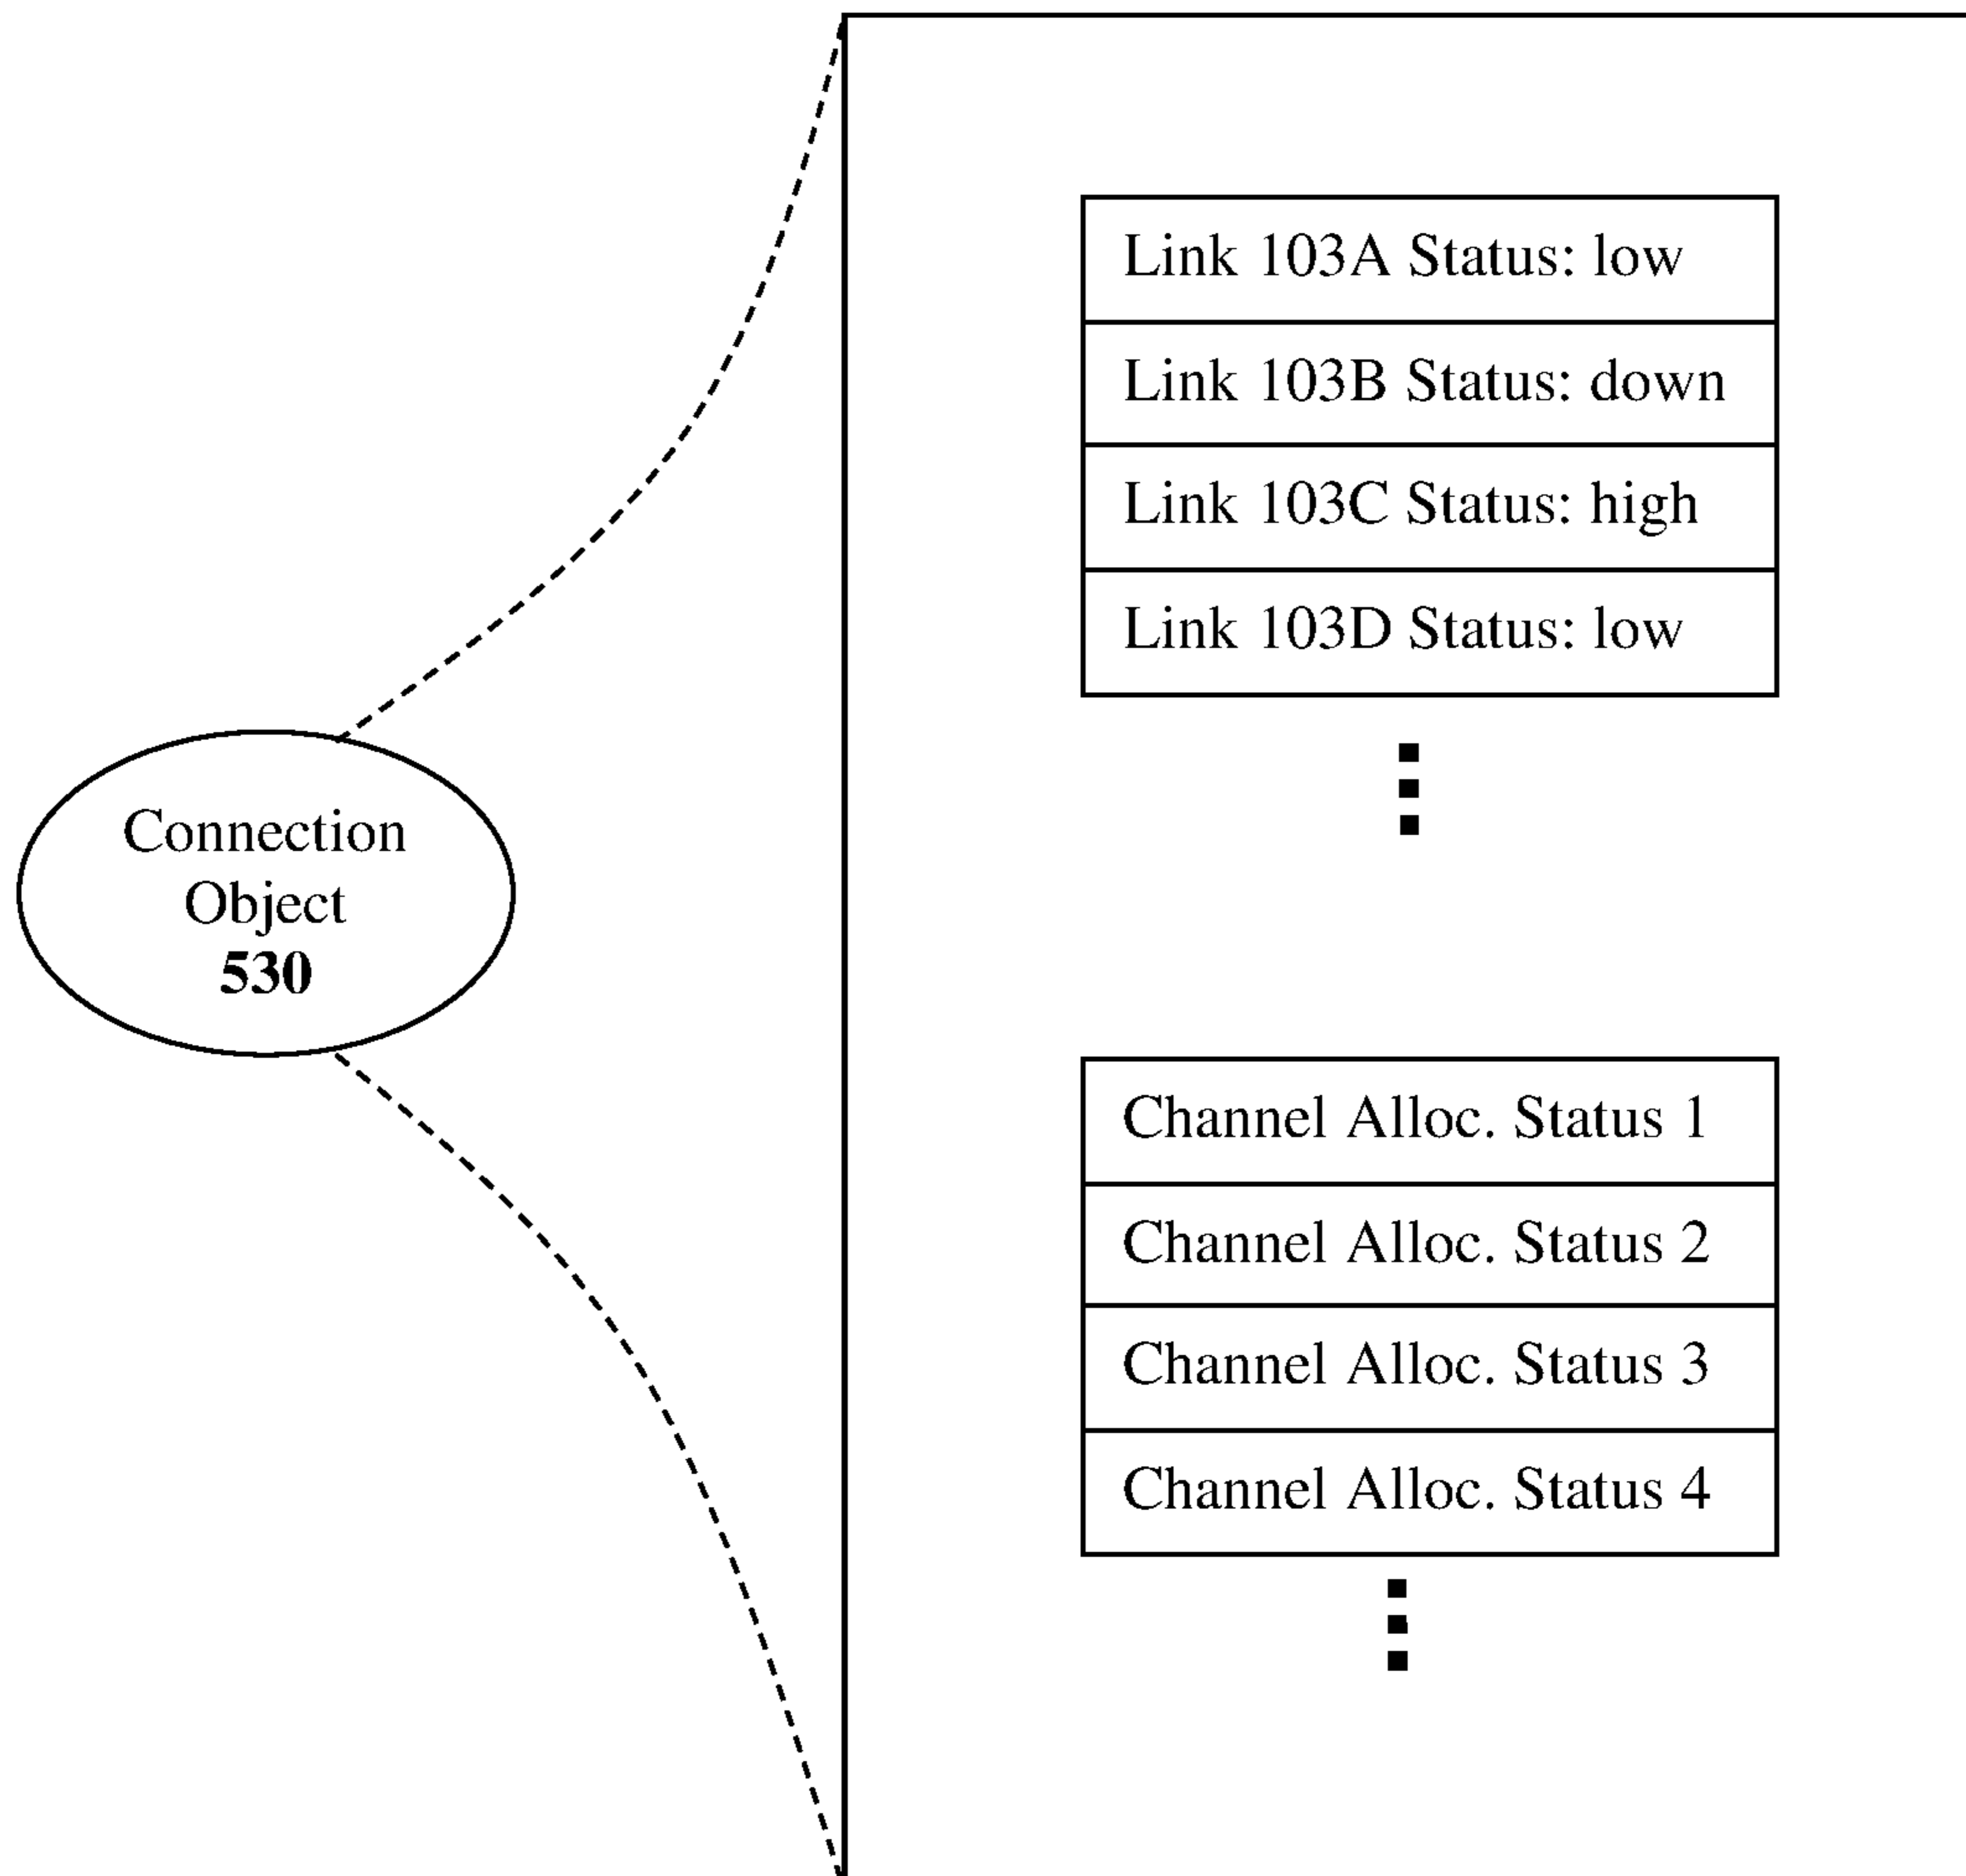 Link 103A Status: low
Link 103B Status: down
Link 103C Status: high
Link 103D Status: low
Connection
Object
530
Channel Alloc. Status 1
Channel Alloc. Status 2
Channel Alloc. Status 3
Channel Alloc. Status 4